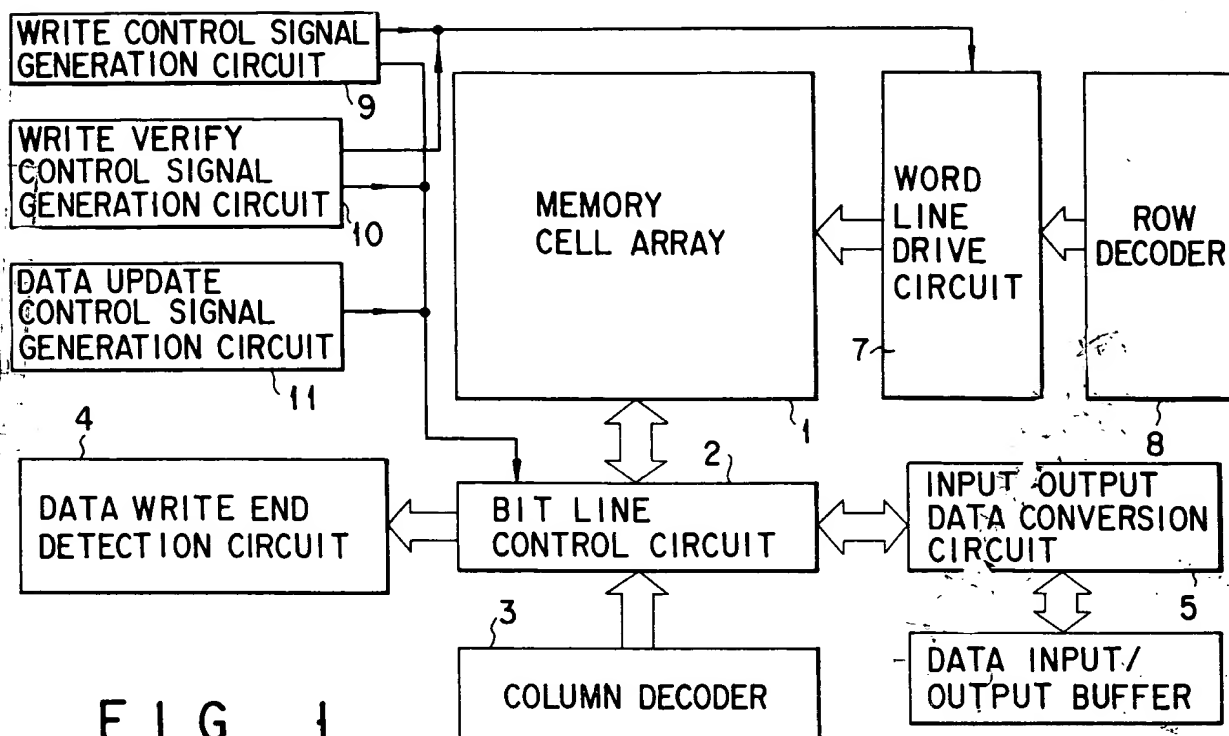 WRITE CONTROL SIGNAL
GENERATION CIRCUIT
9
WRITE VERIFY
CONTROL SIGNAL
GENERATION CIRCUIT
10
DATA UPDATE
CONTROL SIGNAL
GENERATION CIRCUIT
11
MEMORY
CELL ARRAY
1
WORD
LINE
DRIVE
CIRCUIT
7
ROW
DECODER
8
4
DATA WRITE END
DETECTION CIRCUIT
2
BIT LINE
CONTROL CIRCUIT
INPUT OUTPUT
DATA CONVERSION
CIRCUIT
5
3
COLUMN DECODER
DATA INPUT/
OUTPUT BUFFER
FIG. 1